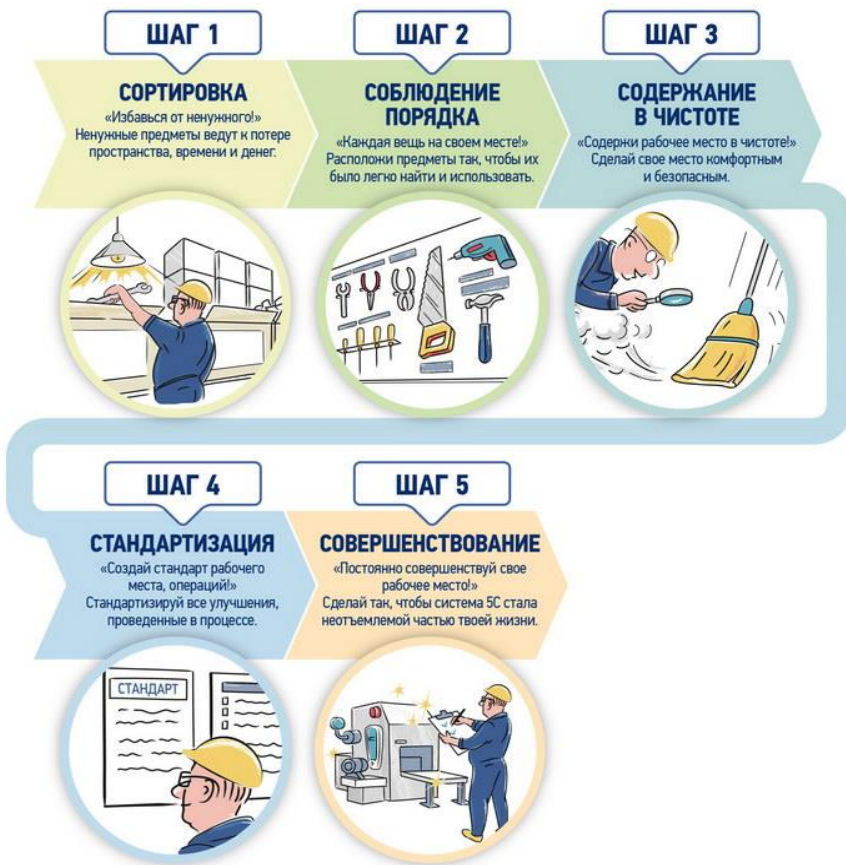 ШАГ 1
СОРТИРОВКА
«Избавься от ненужного!»
Ненужные предметы ведут к потере
пространства, времени и денег.
ШАГ 2
СОБЛЮДЕНИЕ
ПОРЯДКА
«Каждая вещь на своем месте!»
Расположи предметы так, чтобы их
было легко найти и использовать.
ШАГ 3
СОДЕРЖАНИЕ
В ЧИСТОТЕ
«Содержи рабочее место в чистоте!»
Сделай свое место комфортным
и безопасным.
ШАГ 4
СТАНДАРТИЗАЦИЯ
«Создай стандарт рабочего
места, операций!»
Стандартизируй все улучшения,
проведенные в процессе.
СТАНДАРТ
ШАГ 5
СОВЕРШЕНСТВОВАНИЕ
«Постоянно совершенствуй свое
рабочее место!»
Сделай так, чтобы система 5С стала
неотъемлемой частью твоей жизни.